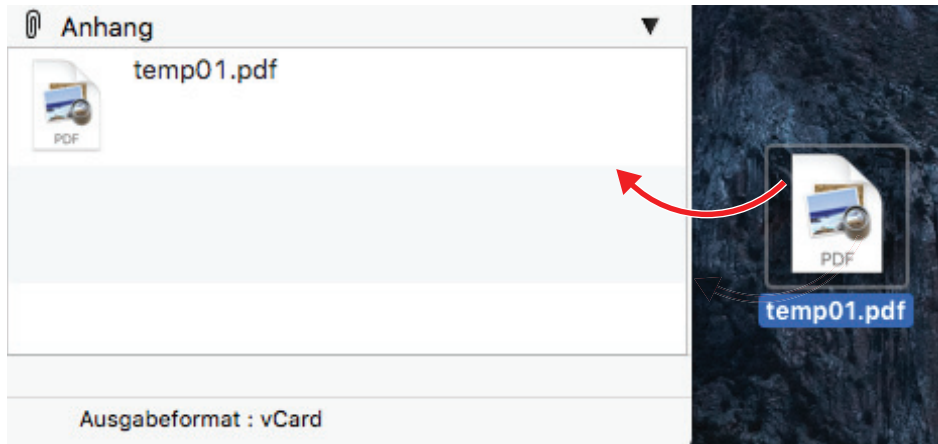 Anhang
temp01.pdf
PDF
PDF
temp01.pdf
Ausgabeformat : vCard